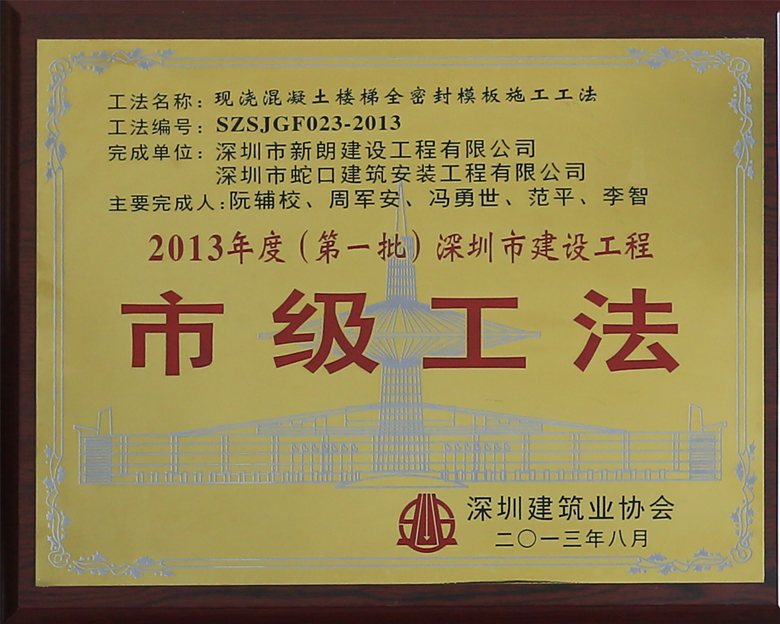 工法名称：现浇混凝土楼梯全密封模板施工工法
工法编号：SZSJGF023-2013
完成单位：深圳市新朗建设工程有限公司
深圳市蛇口建筑安装工程有限公司
主要完成人：阮辅校、周军安、冯勇世、范平、李智
2013年度（第一批）深圳市建设工程
市级工法
深圳建筑业协会
二〇一三年八月